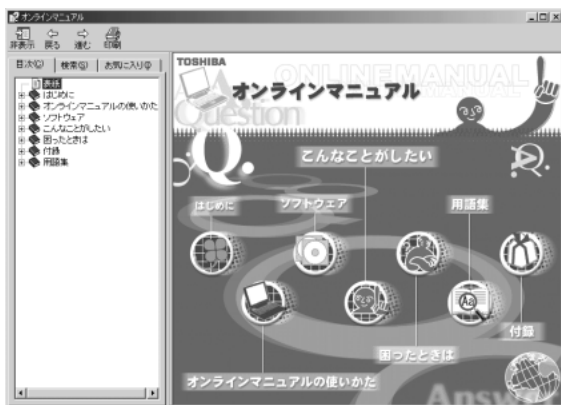 オンラインマニュアル
非表示 戻る 進む 印刷
目次(C) 検索(S) お気に入り(I)
表紙
はじめに
オンラインマニュアルの使いかた
ソフトウェア
こんなことがしたい
困ったときは
付録
用語集
TOSHIBA
ONLINE MANUAL
オンラインマニュアル
Question
Q.
こんなことがしたい
はじめに
ソフトウェア
用語集
付録
困ったときは
オンラインマニュアルの使いかた
Answer